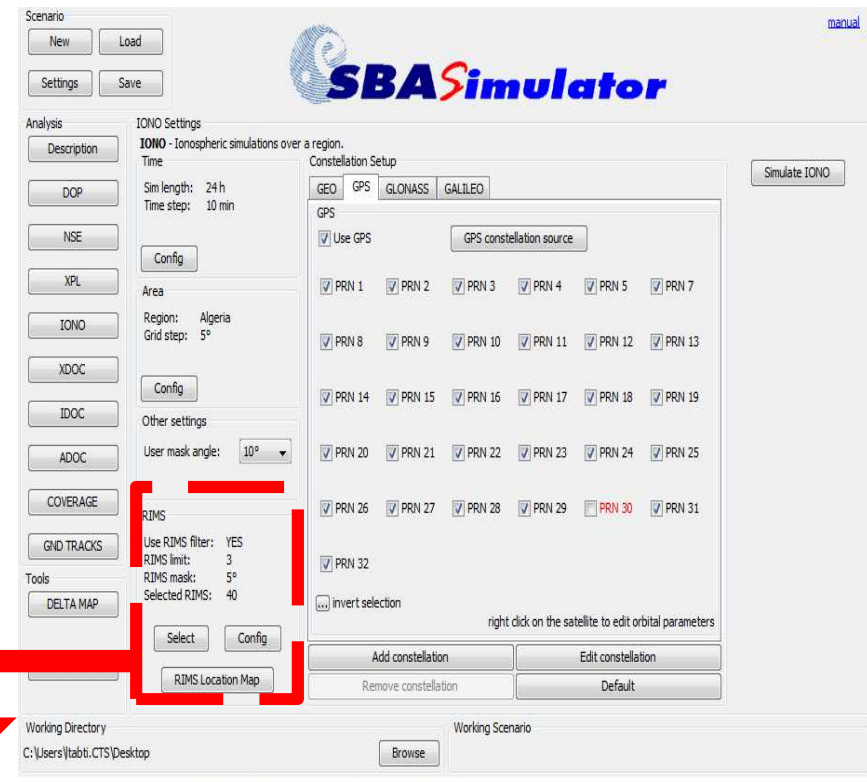 Scenario
New Load
Settings Save
manual
SBASimulator
Analysis
Description
DOP
NSE
XPL
IONO
XDOC
IDOC
ADOC
COVERAGE
GND TRACKS
Tools
DELTA MAP
IONO Settings
IONO - Ionospheric simulations over a region.
Time
Sim length: 24 h
Time step: 10 min
Config
Area
Region: Algeria
Grid step: 5°
Config
Other settings
User mask angle: 10°
RIMS
Use RIMS filter: YES
RIMS limit: 3
RIMS mask: 5°
Selected RIMS: 40
Select Config
RIMS Location Map
Constellation Setup
GEO GPS GLONASS GALILEO
GPS
Use GPS GPS constellation source
PRN 1 PRN 2 PRN 3 PRN 4 PRN 5 PRN 7
PRN 8 PRN 9 PRN 10 PRN 11 PRN 12 PRN 13
PRN 14 PRN 15 PRN 16 PRN 17 PRN 18 PRN 19
PRN 20 PRN 21 PRN 22 PRN 23 PRN 24 PRN 25
PRN 26 PRN 27 PRN 28 PRN 29 PRN 30 PRN 31
PRN 32
... invert selection
right click on the satellite to edit orbital parameters
Add constellation Edit constellation
Remove constellation Default
Simulate IONO
Working Directory
C:\Users\ltabti.CTS\Desktop
Browse
Working Scenario